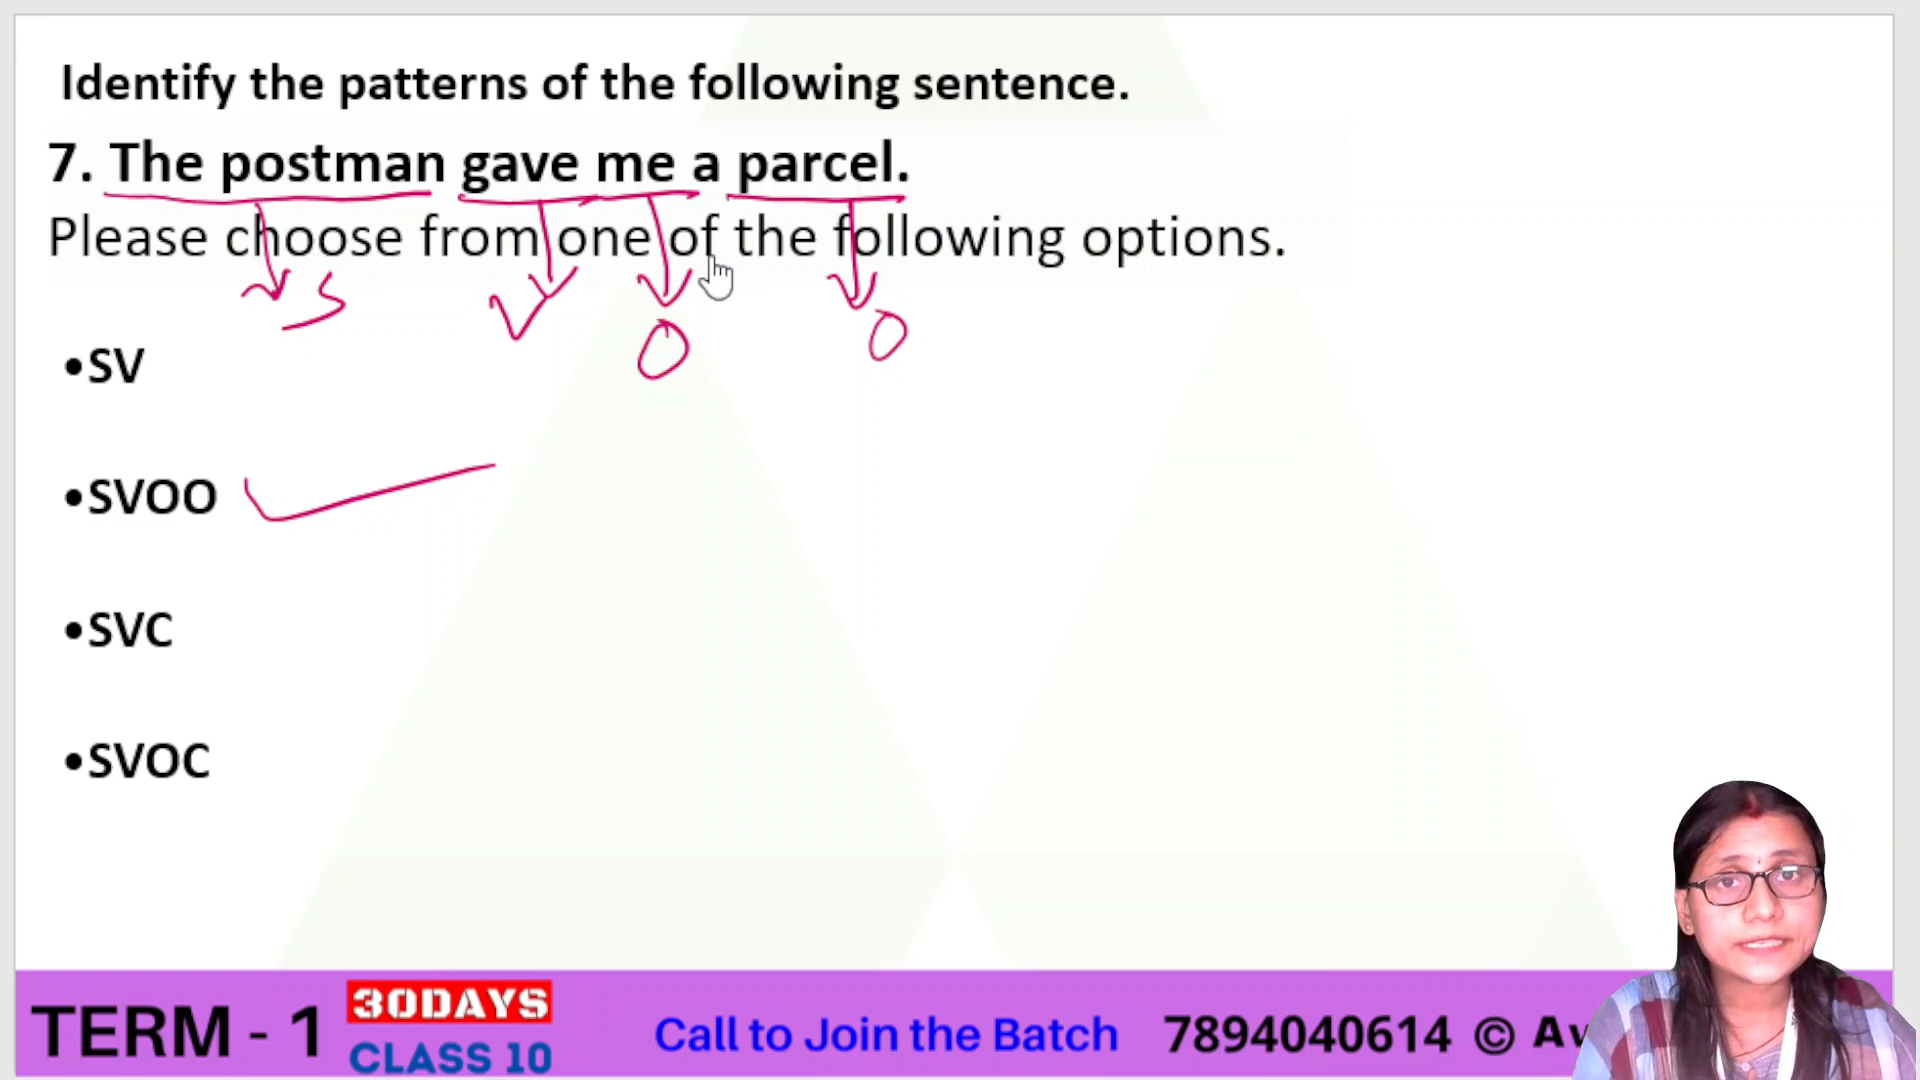 Identify the patterns of the following sentence.
7. The postman gave me a parcel.
Please choose from one of the following options.
S V O O
•SV
•SVOO
•SVC
•SVOC
TERM - 1 30DAYS CLASS 10 Call to Join the Batch 7894040614 © Av